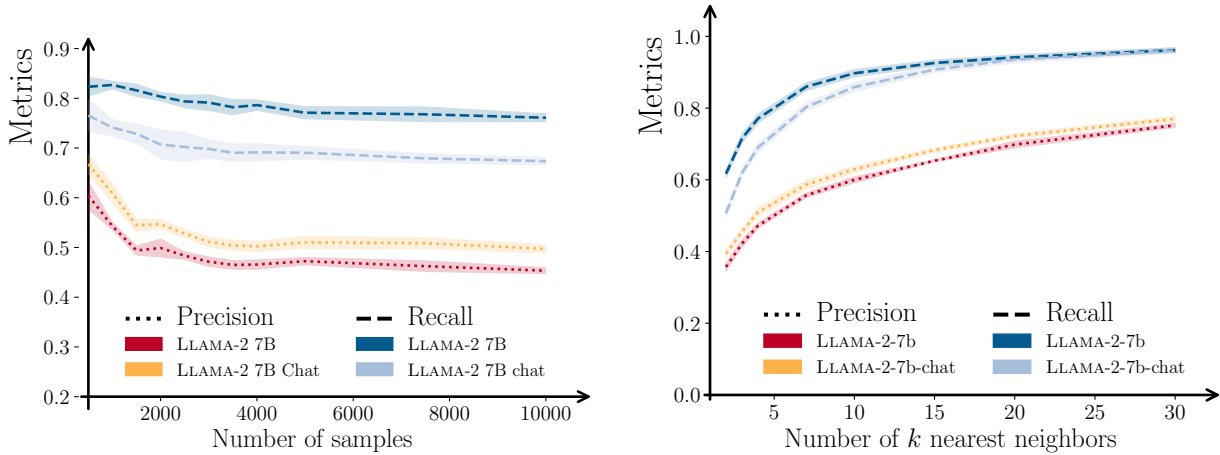 Metrics
0.9
0.8
0.7
0.6
0.5
0.4
0.3
0.2
Precision Recall
LLAMA-2 7B LLAMA-2 7B
LLAMA-2 7B Chat LLAMA-2 7B chat
2000 4000 6000 8000 10000
Number of samples
Metrics
1.0
0.8
0.6
0.4
0.2
0.0
Precision Recall
LLAMA-2-7b LLAMA-2-7b
LLAMA-2-7b-chat LLAMA-2-7b-chat
5 10 15 20 25 30
Number of k nearest neighbors